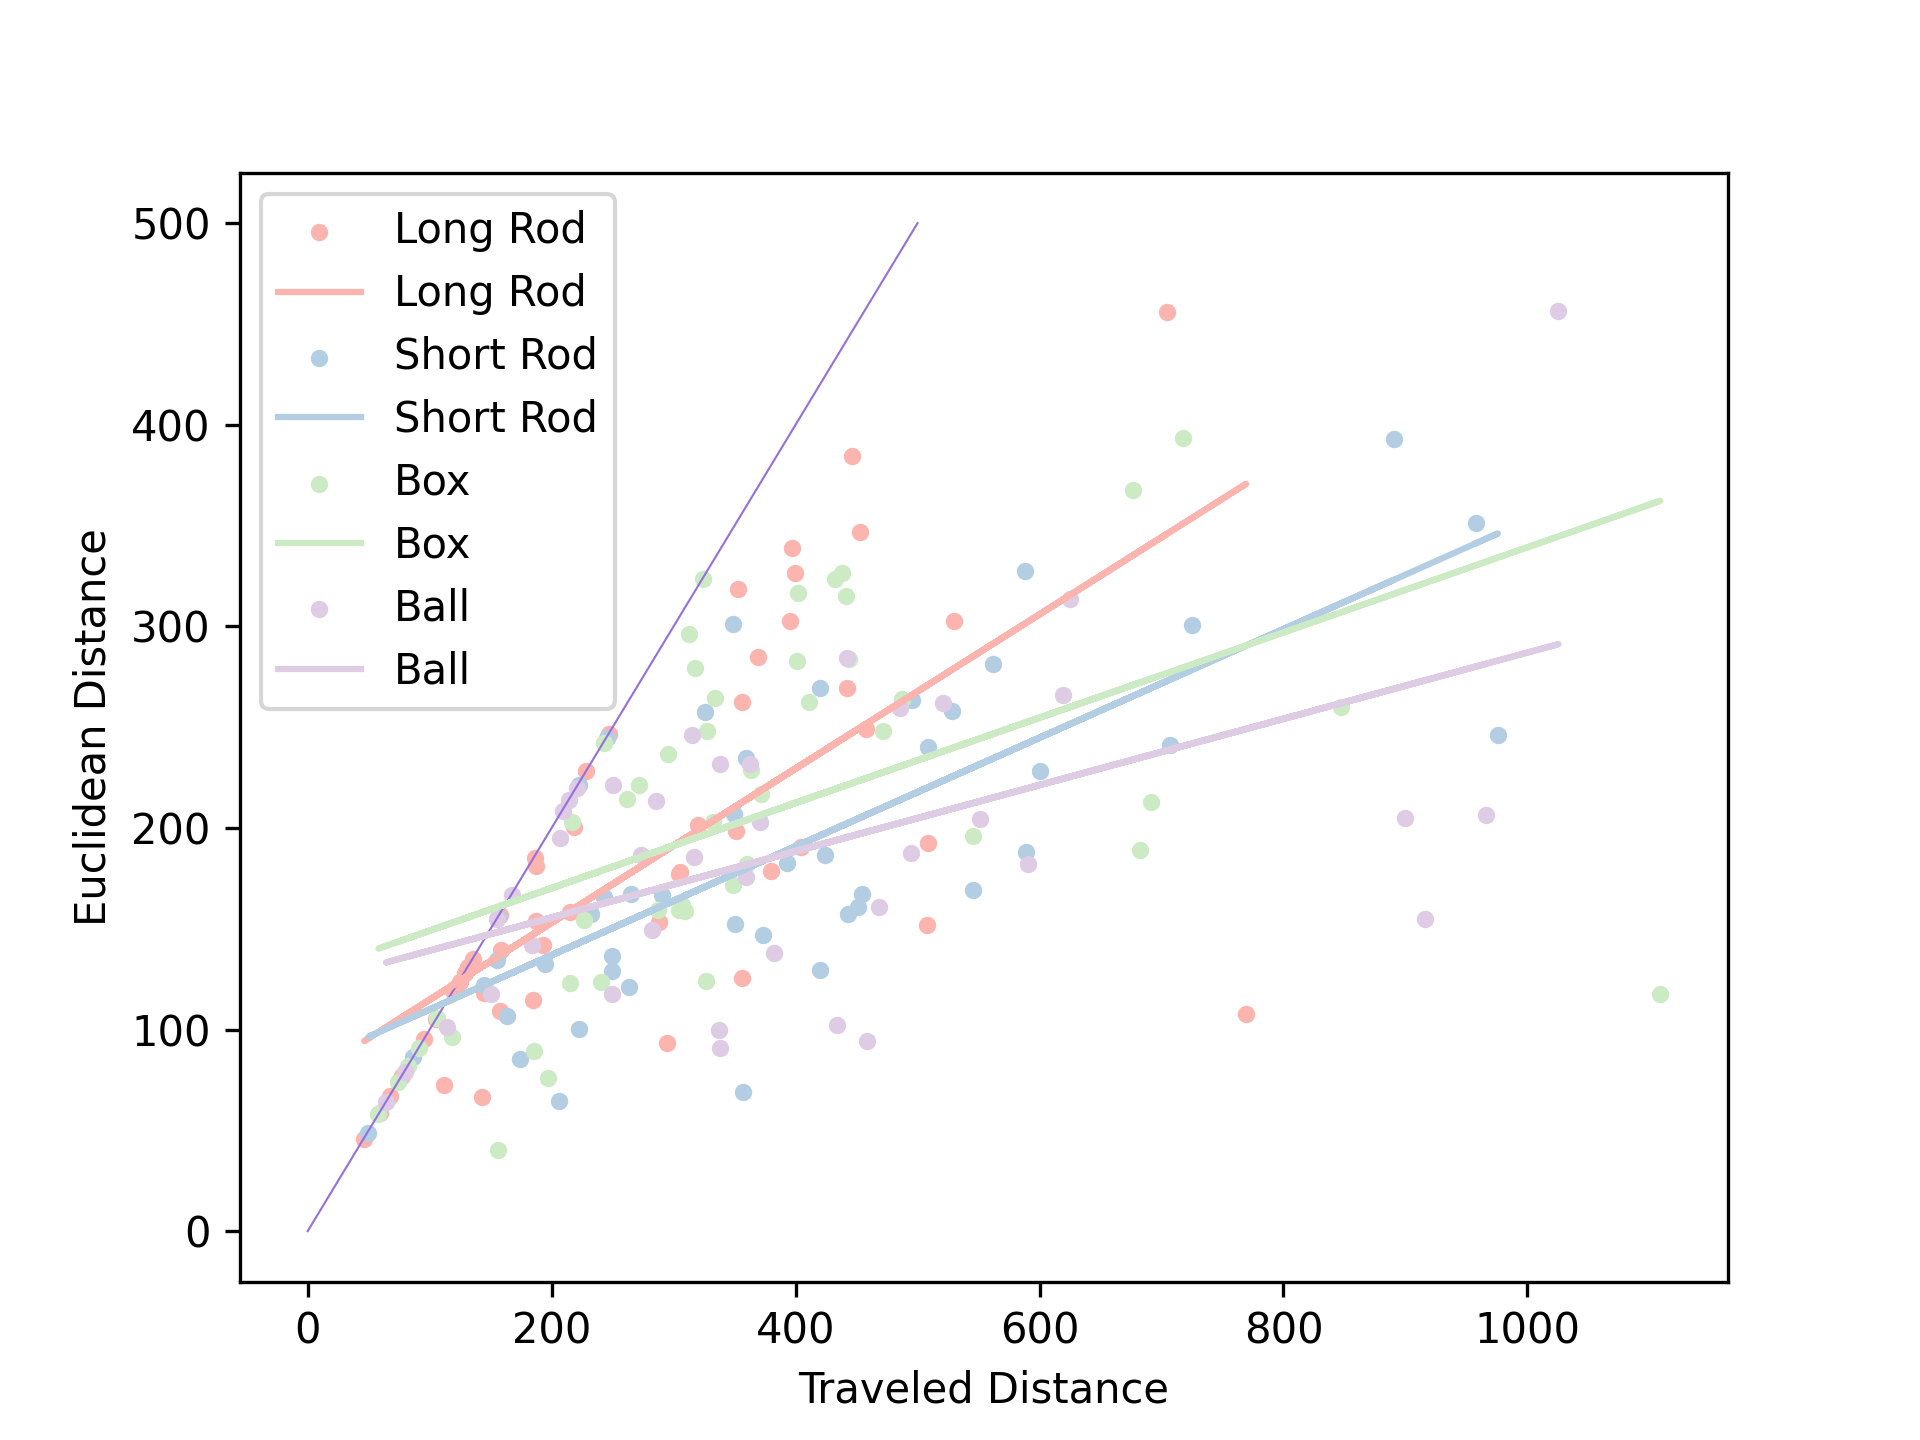 Long Rod
Long Rod
Short Rod
Short Rod
Box
Box
Ball
Ball
500
400
300
200
100
0
Euclidean Distance
0 200 400 600 800 1000
Traveled Distance